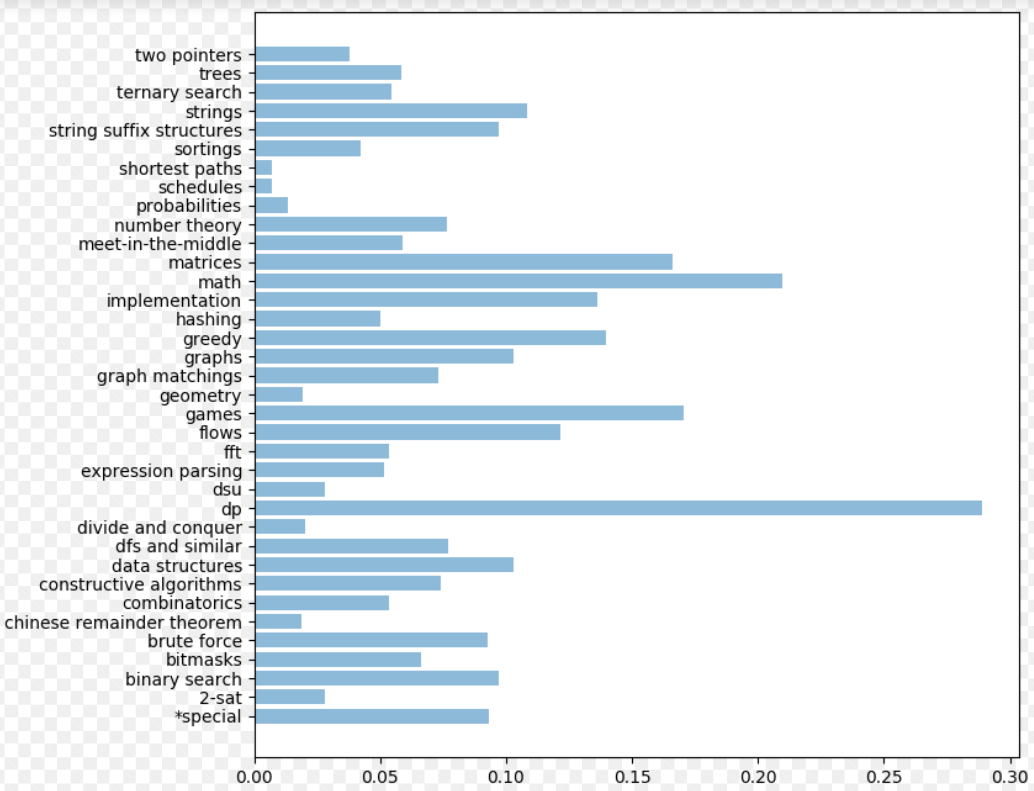 two pointers
trees
ternary search
strings
string suffix structures
sortings
shortest paths
schedules
probabilities
number theory
meet-in-the-middle
matrices
math
implementation
hashing
greedy
graphs
graph matchings
geometry
games
flows
fft
expression parsing
dsu
dp
divide and conquer
dfs and similar
data structures
constructive algorithms
combinatorics
chinese remainder theorem
brute force
bitmasks
binary search
2-sat
*special
0.00 0.05 0.10 0.15 0.20 0.25 0.30